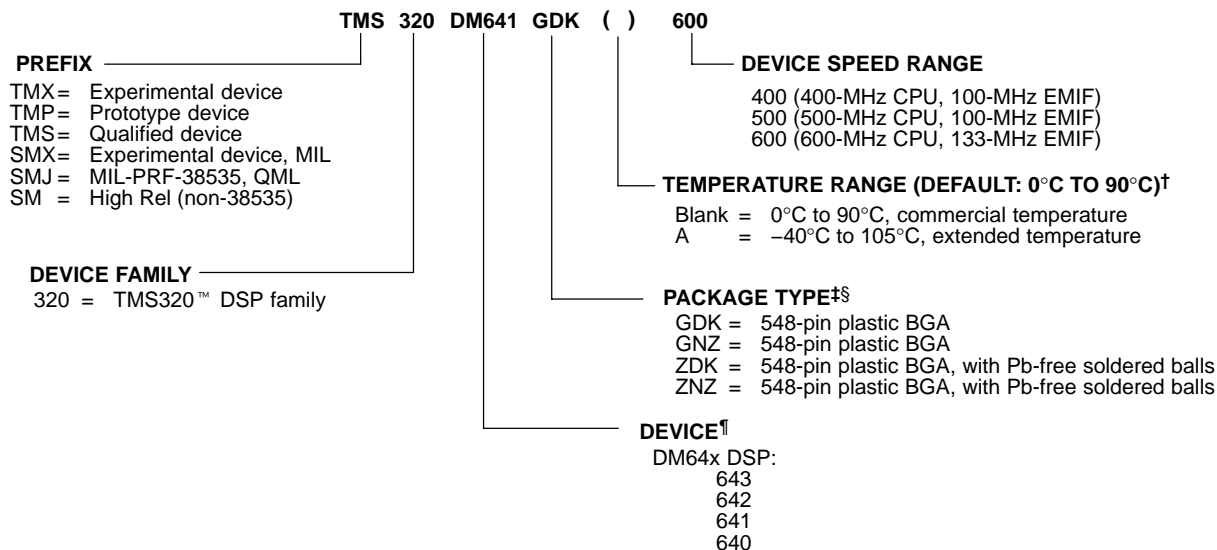 TMS 320 DM641 GDK ( ) 600
PREFIX
TMX= Experimental device
TMP= Prototype device
TMS= Qualified device
SMX= Experimental device, MIL
SMJ = MIL-PRF-38535, QML
SM = High Rel (non-38535)
DEVICE SPEED RANGE
400 (400-MHz CPU, 100-MHz EMIF)
500 (500-MHz CPU, 100-MHz EMIF)
600 (600-MHz CPU, 133-MHz EMIF)
TEMPERATURE RANGE (DEFAULT: 0°C TO 90°C)†
Blank = 0°C to 90°C, commercial temperature
A = −40°C to 105°C, extended temperature
DEVICE FAMILY
320 = TMS320™ DSP family
PACKAGE TYPE‡§
GDK = 548-pin plastic BGA
GNZ = 548-pin plastic BGA
ZDK = 548-pin plastic BGA, with Pb-free soldered balls
ZNZ = 548-pin plastic BGA, with Pb-free soldered balls
DEVICE¶
DM64x DSP:
643
642
641
640